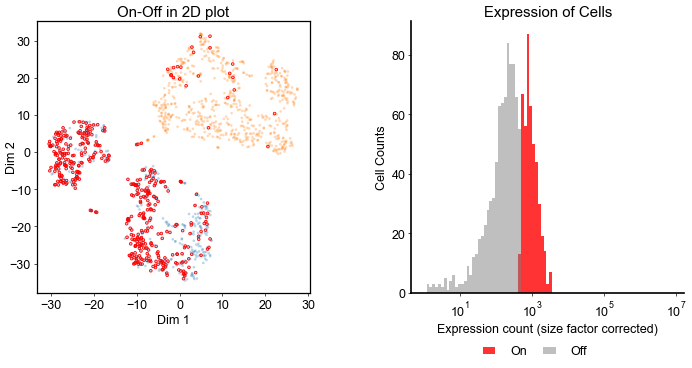 On-Off in 2D plot
30
20
10
0
−10
−20
−30
Dim 2
−30 −20 −10 0 10 20 30
Dim 1
Expression of Cells
80
60
40
20
0
Cell Counts
10^1 10^3 10^5 10^7
Expression count (size factor corrected)
On Off